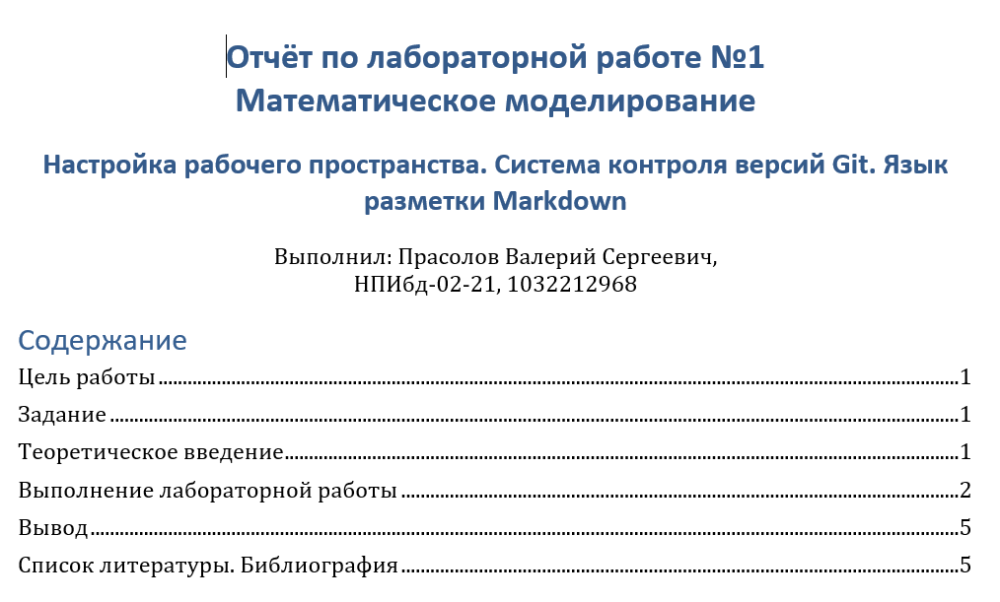 Отчёт по лабораторной работе №1
Математическое моделирование
Настройка рабочего пространства. Система контроля версий Git. Язык
разметки Markdown
Выполнил: Прасолов Валерий Сергеевич,
НПИбд-02-21, 1032212968
Содержание
Цель работы 1
Задание 1
Теоретическое введение 1
Выполнение лабораторной работы 2
Вывод 5
Список литературы. Библиография 5